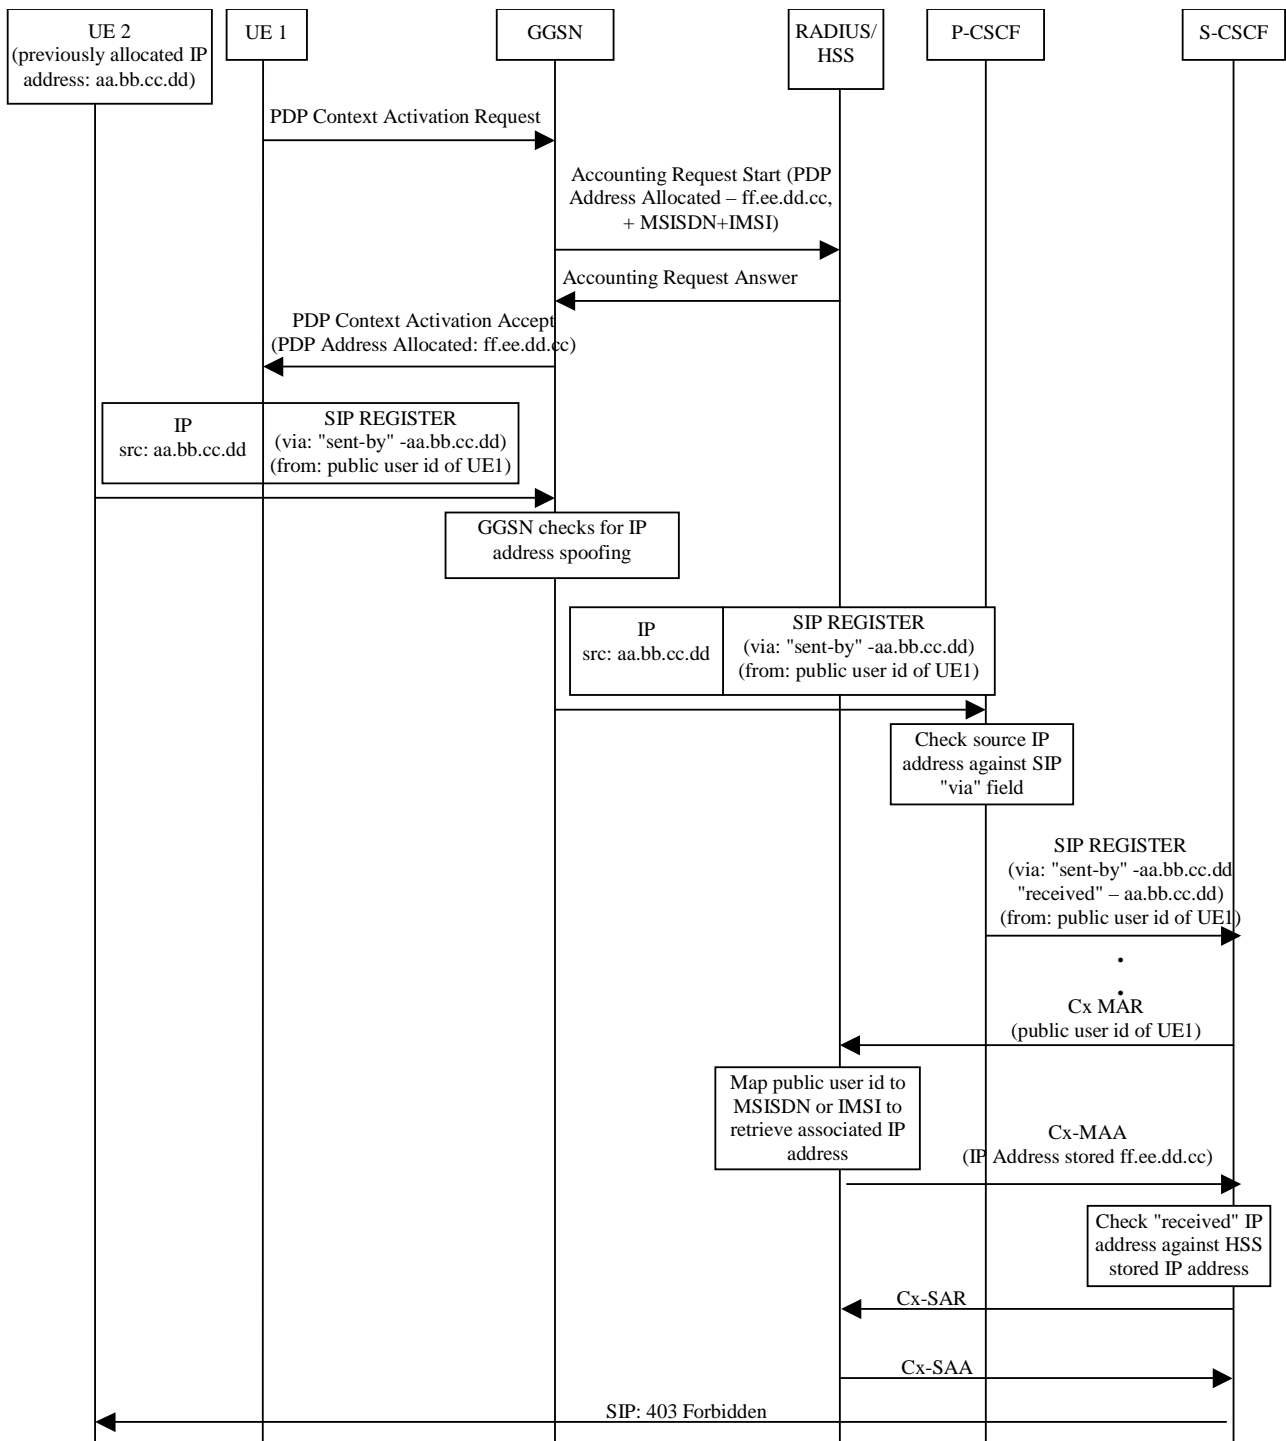 UE 2
(previously allocated IP
address: aa.bb.cc.dd)
UE 1
GGSN
RADIUS/
HSS
P-CSCF
S-CSCF
PDP Context Activation Request
Accounting Request Start (PDP
Address Allocated – ff.ee.dd.cc,
+ MSISDN+IMSI)
Accounting Request Answer
PDP Context Activation Accept
(PDP Address Allocated: ff.ee.dd.cc)
IP
src: aa.bb.cc.dd
SIP REGISTER
(via: "sent-by" -aa.bb.cc.dd)
(from: public user id of UE1)
GGSN checks for IP
address spoofing
IP
src: aa.bb.cc.dd
SIP REGISTER
(via: "sent-by" -aa.bb.cc.dd)
(from: public user id of UE1)
Check source IP
address against SIP
"via" field
SIP REGISTER
(via: "sent-by" -aa.bb.cc.dd
"received" – aa.bb.cc.dd)
(from: public user id of UE1)
.
.
Cx MAR
(public user id of UE1)
Map public user id to
MSISDN or IMSI to
retrieve associated IP
address
Cx-MAA
(IP Address stored ff.ee.dd.cc)
Check "received" IP
address against HSS
stored IP address
Cx-SAR
Cx-SAA
SIP: 403 Forbidden